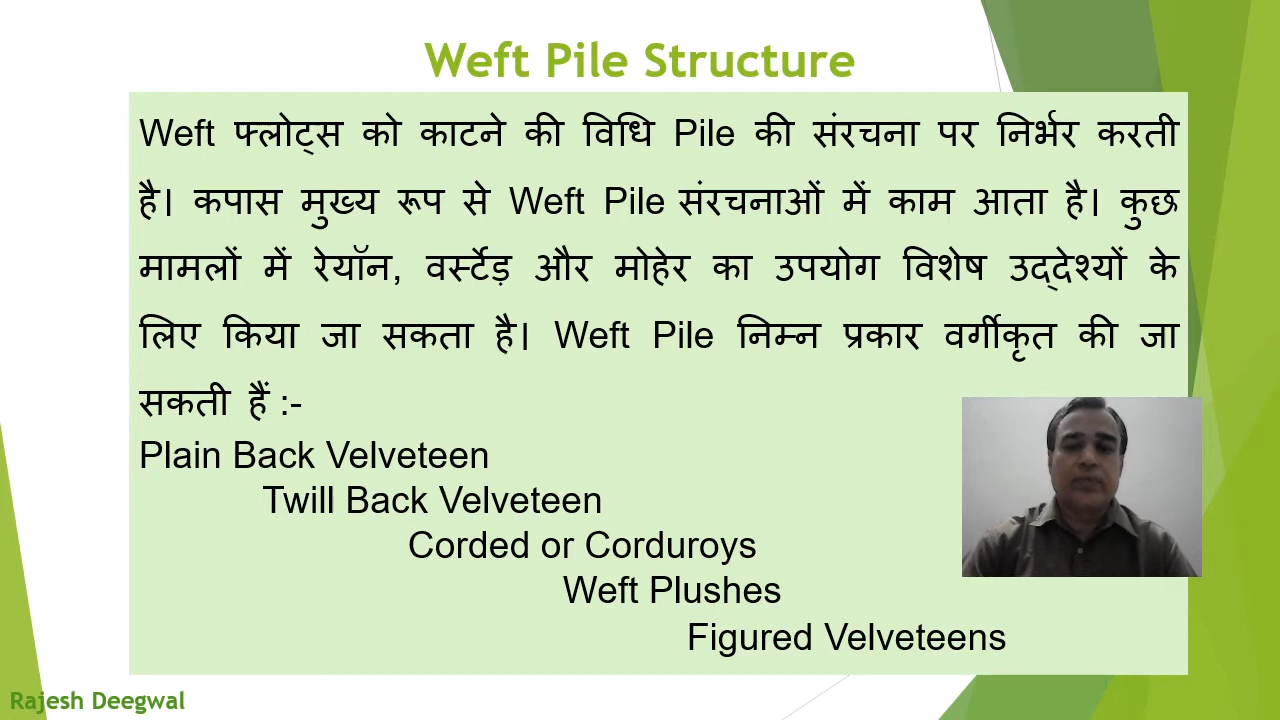 Weft Pile Structure
Weft फ्लोट्स को काटने की विधि Pile की संरचना पर निर्भर करती
है। कपास मुख्य रूप से Weft Pile संरचनाओं में काम आता है। कुछ
मामलों में रेयॉन, वर्स्टेड़ और मोहेर का उपयोग विशेष उद्देश्यों के
लिए किया जा सकता है। Weft Pile निम्न प्रकार वर्गीकृत की जा
सकती हैं :-
Plain Back Velveteen
Twill Back Velveteen
Corded or Corduroys
Weft Plushes
Figured Velveteens
Rajesh Deegwal